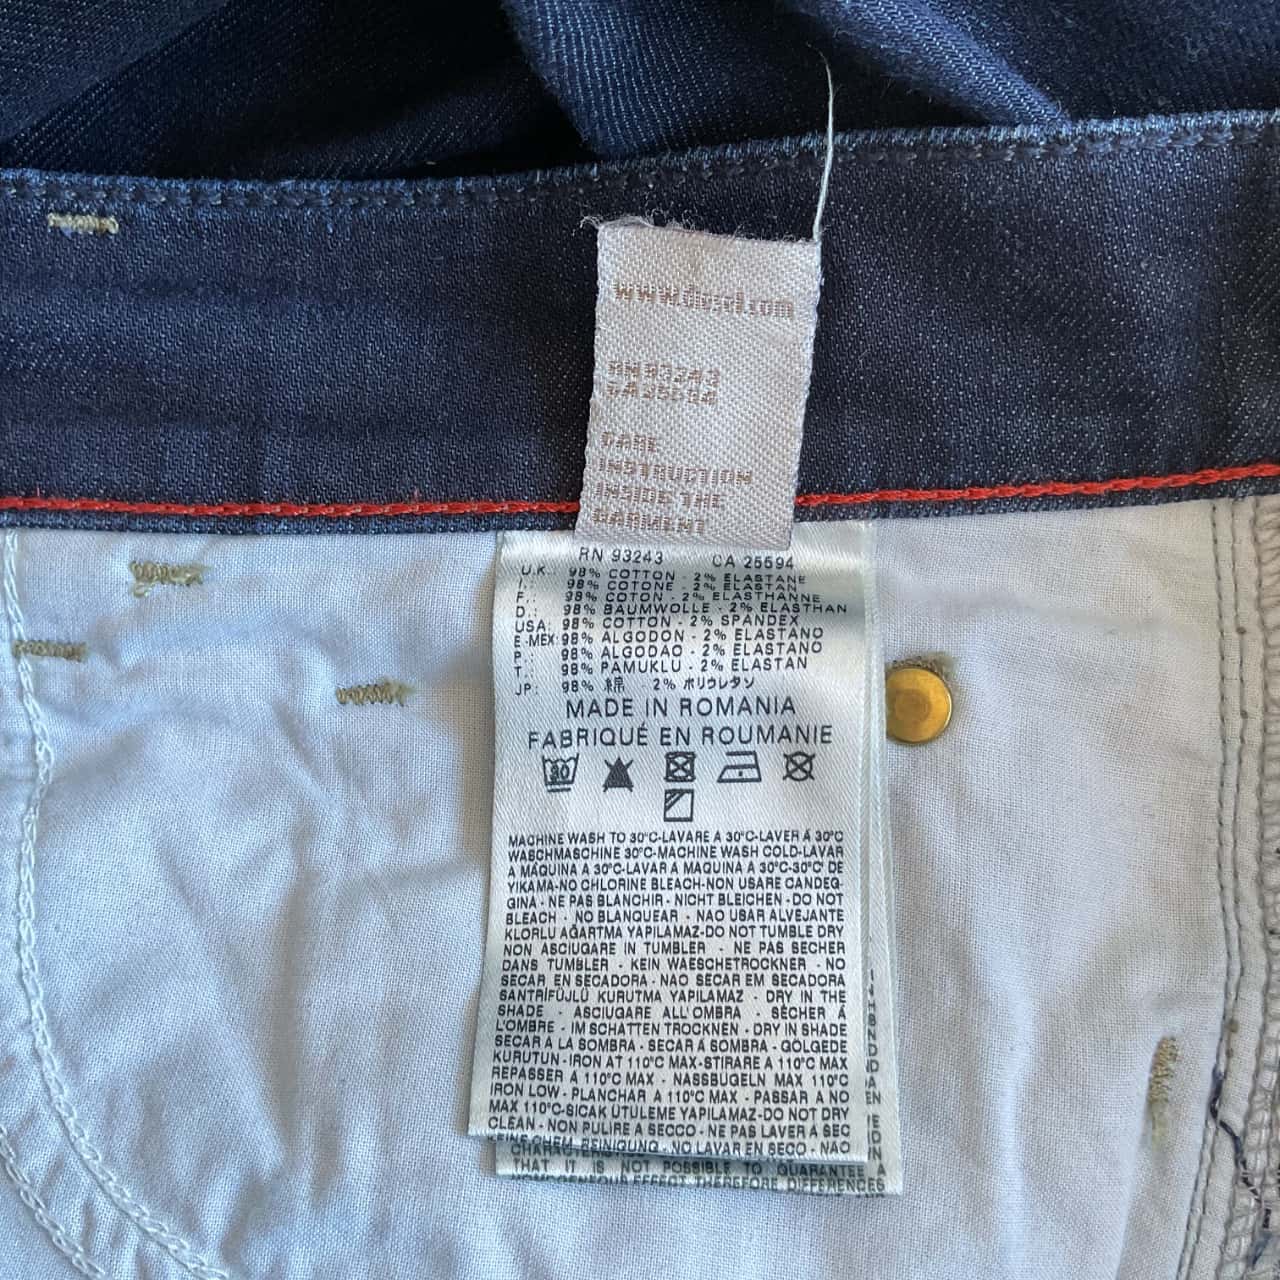 www.diesel.com
RN 93243
CA 25594
CARE
INSTRUCTION
INSIDE THE
GARMENT
RN 93243 CA 25594
U.K.: 98% COTTON - 2% ELASTANE
I.: 98% COTONE - 2% ELASTAN
F.: 98% COTON - 2% ELASTHANNE
D.: 98% BAUMWOLLE - 2% ELASTHAN
USA: 98% COTTON - 2% SPANDEX
E-MEX: 98% ALGODON - 2% ELASTANO
P.: 98% ALGODAO - 2% ELASTANO
T.: 98% PAMUKLU - 2% ELASTAN
JP: 98% 綿 2% ポリウレタン
MADE IN ROMANIA
FABRIQUÉ EN ROUMANIE
30
MACHINE WASH TO 30°C-LAVARE A 30°C-LAVER Á 30°C
WASCHMASCHINE 30°C-MACHINE WASH COLD-LAVAR
A MAQUINA A 30°C-LAVAR A MAQUINA A 30°C-30°C' DE
YIKAMA-NO CHLORINE BLEACH-NON USARE CANDEG-
GINA - NE PAS BLANCHIR - NICHT BLEICHEN - DO NOT
BLEACH - NO BLANQUEAR - NAO USAR ALVEJANTE
KLORLU AĞARTMA YAPILAMAZ-DO NOT TUMBLE DRY
NON ASCIUGARE IN TUMBLER - NE PAS SECHER
DANS TUMBLER - KEIN WAESCHETROCKNER - NO
SECAR EN SECADORA - NAO SECAR EM SECADORA
SANTRİFÜJLÜ KURUTMA YAPILAMAZ - DRY IN THE
SHADE - ASCIUGARE ALL'OMBRA - SÈCHER Á
L'OMBRE - IM SCHATTEN TROCKNEN - DRY IN SHADE
SECAR A LA SOMBRA - SECAR A SOMBRA - GÖLGEDE
KURUTUN - IRON AT 110°C MAX-STIRARE A 110°C MAX
REPASSER Á 110°C MAX - NASSBUGELN MAX 110°C
IRON LOW - PLANCHAR A 110°C MAX - PASSAR A NO
MAX 110°C-SICAK ÜTULEME YAPILAMAZ-DO NOT DRY
CLEAN - NON PULIRE A SECCO - NE PAS LAVER A SEC
KEINE CHEM. REINIGUNG - NO LAVAR EN SECO - NAO
THAT IT IS NOT POSSIBLE TO QUARANTEE A
EFFECT THEREFORE DIFFERENCES